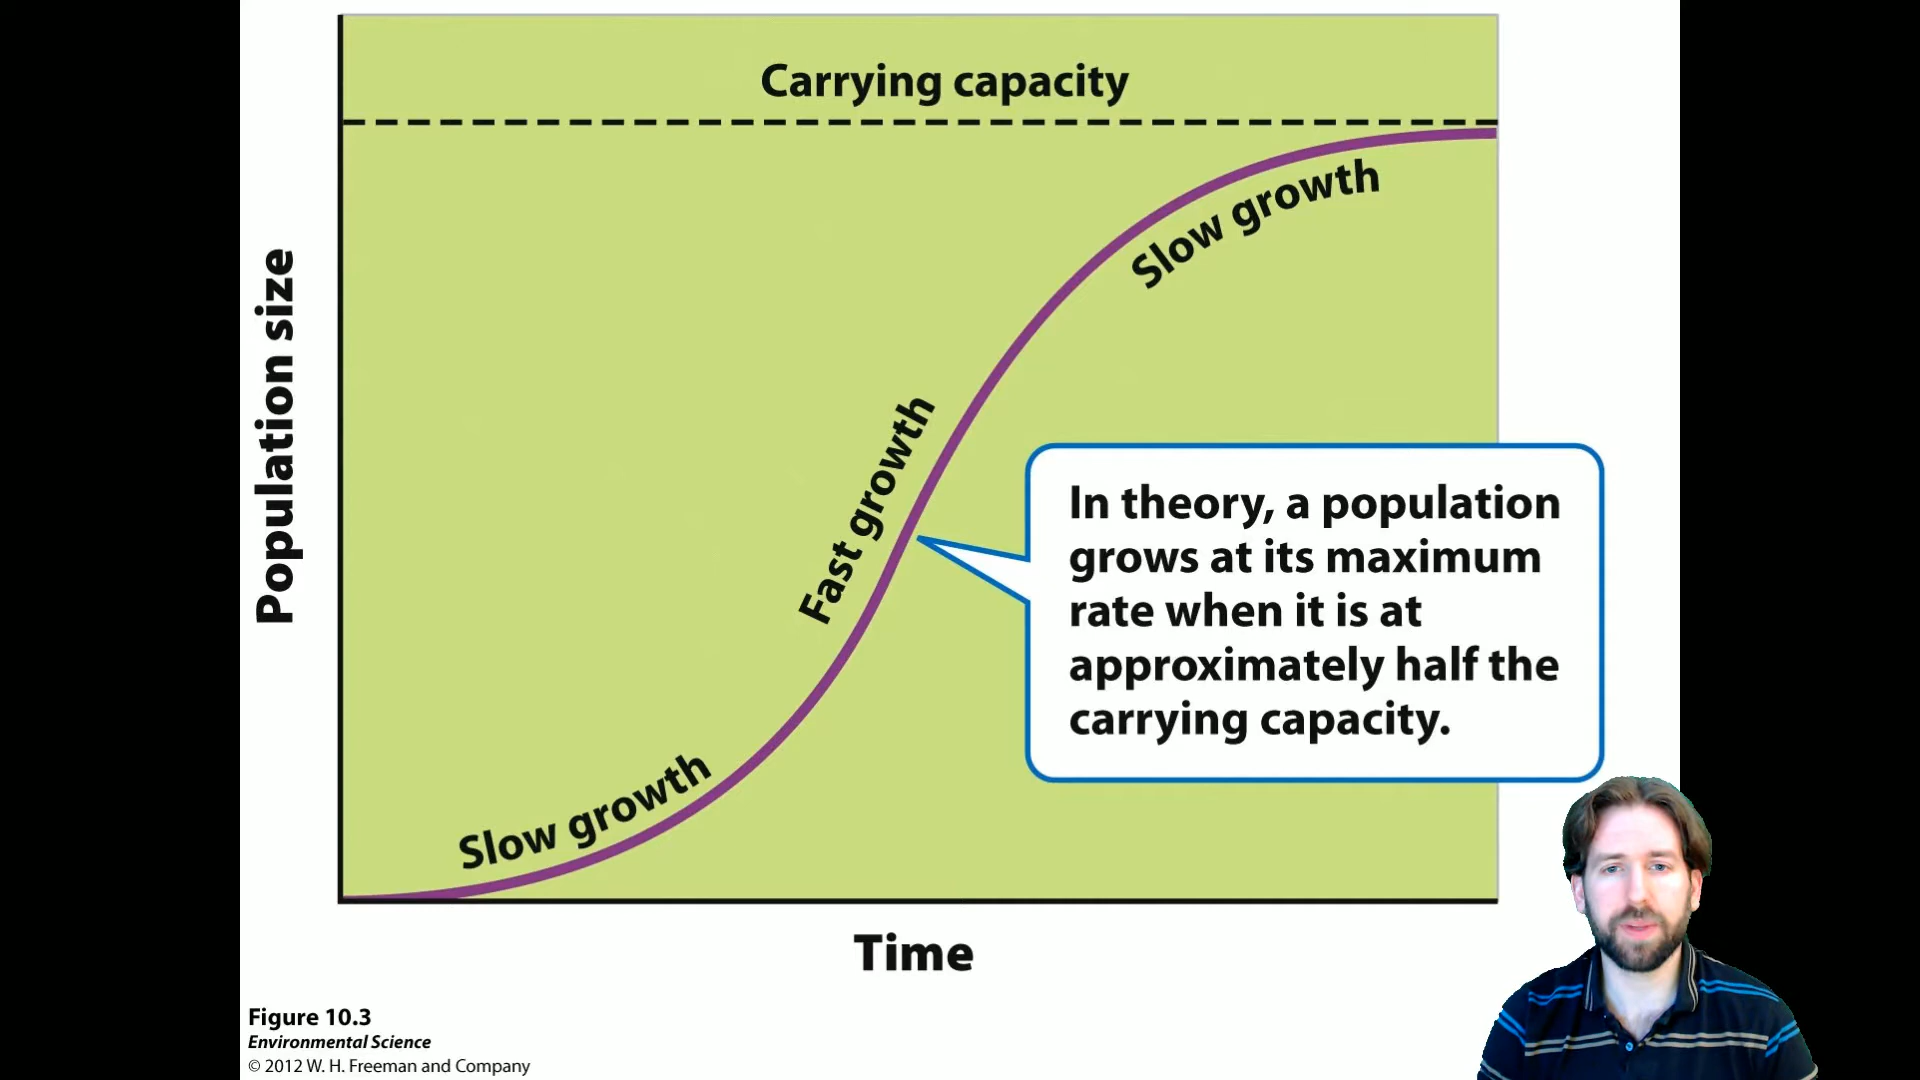 Carrying capacity
Slow growth
Population size
Fast growth
In theory, a population
grows at its maximum
rate when it is at
approximately half the
carrying capacity.
Slow growth
Time
Figure 10.3
Environmental Science
© 2012 W. H. Freeman and Company